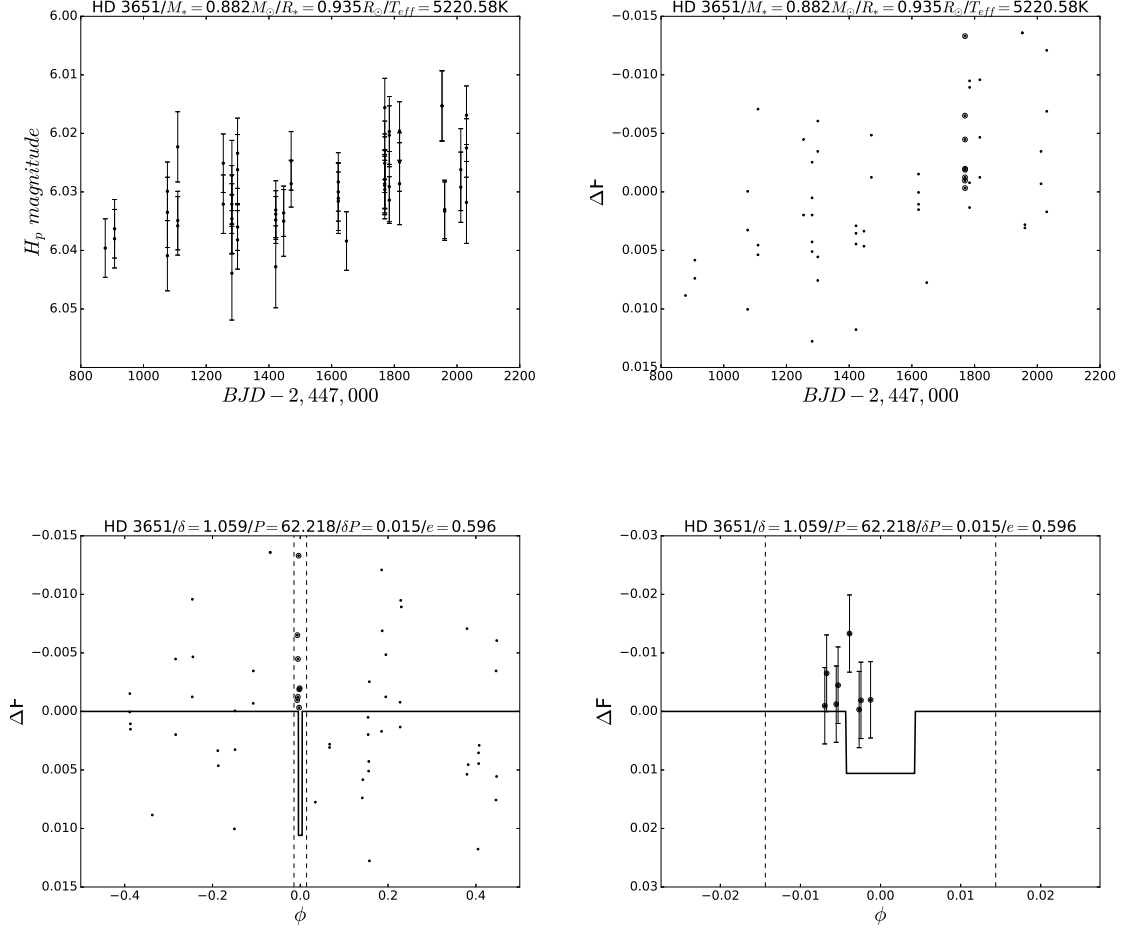 HD 3651/M∗ = 0.882M⊙/R∗ = 0.935R⊙/Teff = 5220.58K
6.00
6.01
6.02
6.03
6.04
6.05
Hp magnitude
800 1000 1200 1400 1600 1800 2000 2200
BJD − 2, 447, 000
HD 3651/M∗ = 0.882M⊙/R∗ = 0.935R⊙/Teff = 5220.58K
−0.015
−0.010
−0.005
0.000
0.005
0.010
0.015
ΔF
800 1000 1200 1400 1600 1800 2000 2200
BJD − 2, 447, 000
HD 3651/δ = 1.059/P = 62.218/δP = 0.015/e = 0.596
−0.015
−0.010
−0.005
0.000
0.005
0.010
0.015
ΔF
−0.4 −0.2 0.0 0.2 0.4
ϕ
HD 3651/δ = 1.059/P = 62.218/δP = 0.015/e = 0.596
−0.03
−0.02
−0.01
0.00
0.01
0.02
0.03
ΔF
−0.02 −0.01 0.00 0.01 0.02
ϕ